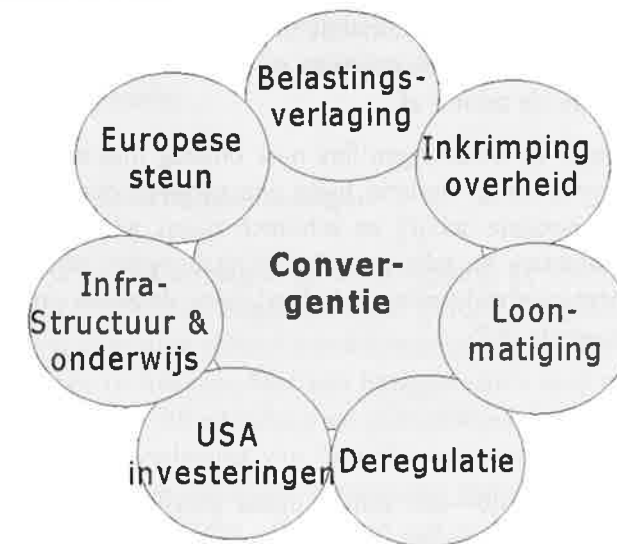 Belastings-
verlaging
Inkrimping
overheid
Loon-
matiging
Deregulatie
USA
investeringen
Infra-
Structuur &
onderwijs
Europese
steun
Conver-
gentie